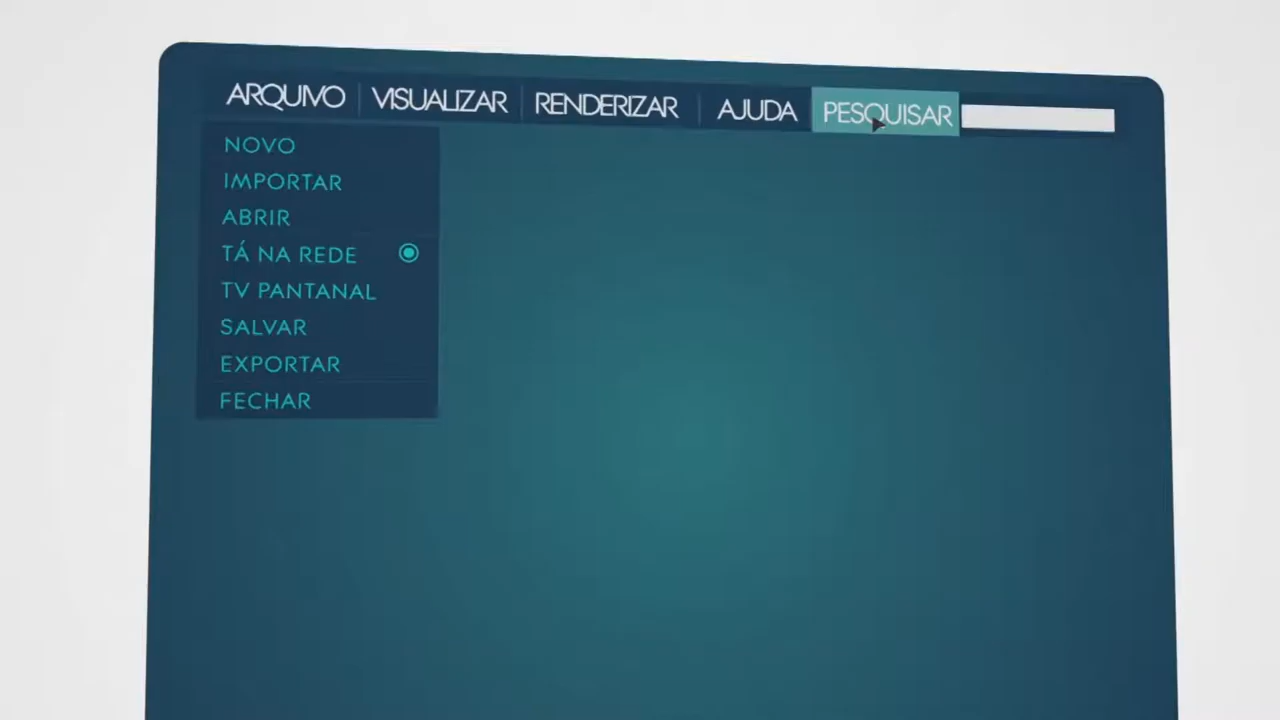 ARQUIVO VISUALIZAR RENDERIZAR AJUDA PESQUISAR
NOVO
IMPORTAR
ABRIR
TÁ NA REDE
TV PANTANAL
SALVAR
EXPORTAR
FECHAR